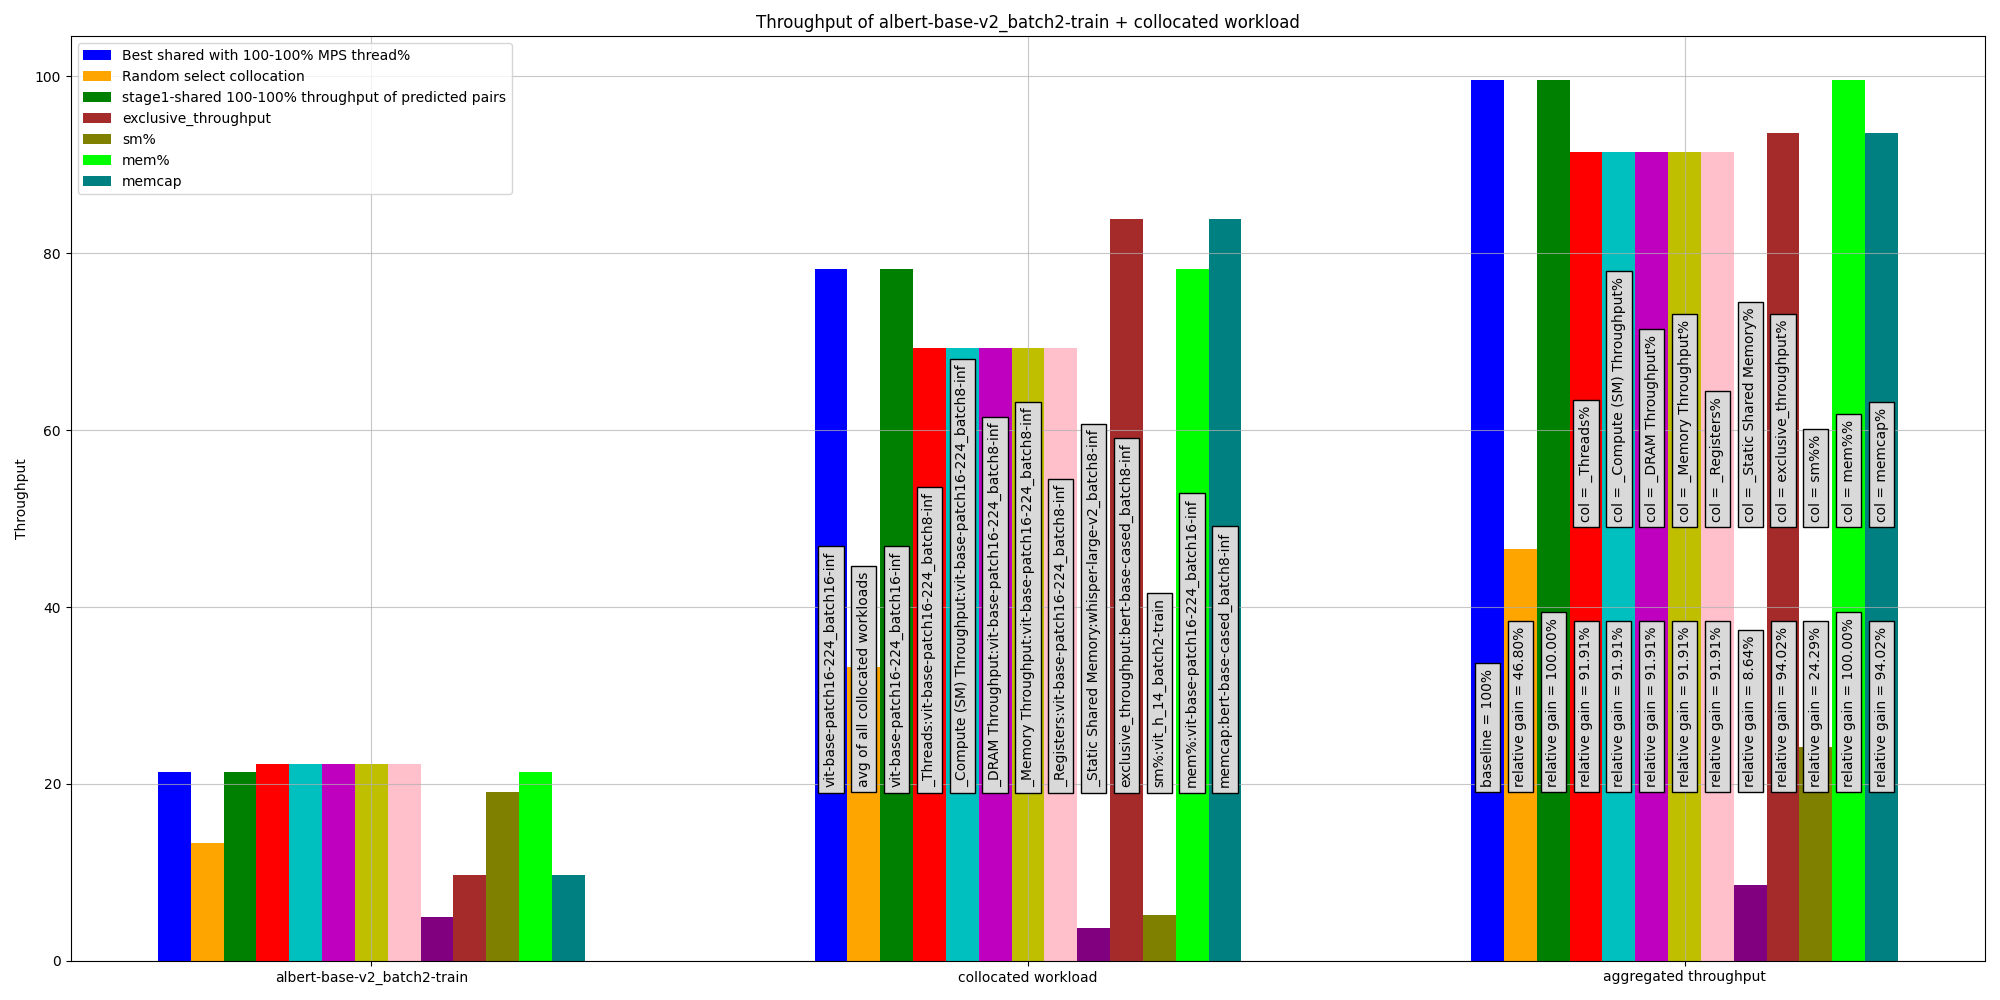 Throughput of albert-base-v2_batch2-train + collocated workload
Best shared with 100-100% MPS thread%
Random select collocation
stage1-shared 100-100% throughput of predicted pairs
exclusive_throughput
sm%
mem%
memcap
Throughput
100
80
60
40
20
0
vit-base-patch16-224_batch16-inf
avg of all collocated workloads
vit-base-patch16-224_batch16-inf
_Threads:vit-base-patch16-224_batch8-inf
_Compute (SM) Throughput:vit-base-patch16-224_batch8-inf
_DRAM Throughput:vit-base-patch16-224_batch8-inf
_Memory Throughput:vit-base-patch16-224_batch8-inf
_Registers:vit-base-patch16-224_batch8-inf
_Static Shared Memory:whisper-large-v2_batch8-inf
exclusive_throughput:bert-base-cased_batch8-inf
sm%:vit_h_14_batch2-train
mem%:vit-base-patch16-224_batch16-inf
memcap:bert-base-cased_batch8-inf
col = _Threads%
col = _Compute (SM) Throughput%
col = _DRAM Throughput%
col = _Memory Throughput%
col = _Registers%
col = _Static Shared Memory%
col = exclusive_throughput%
col = sm%%
col = mem%%
col = memcap%
baseline = 100%
relative gain = 46.80%
relative gain = 100.00%
relative gain = 91.91%
relative gain = 91.91%
relative gain = 91.91%
relative gain = 91.91%
relative gain = 91.91%
relative gain = 8.64%
relative gain = 94.02%
relative gain = 24.29%
relative gain = 100.00%
relative gain = 94.02%
albert-base-v2_batch2-train
collocated workload
aggregated throughput